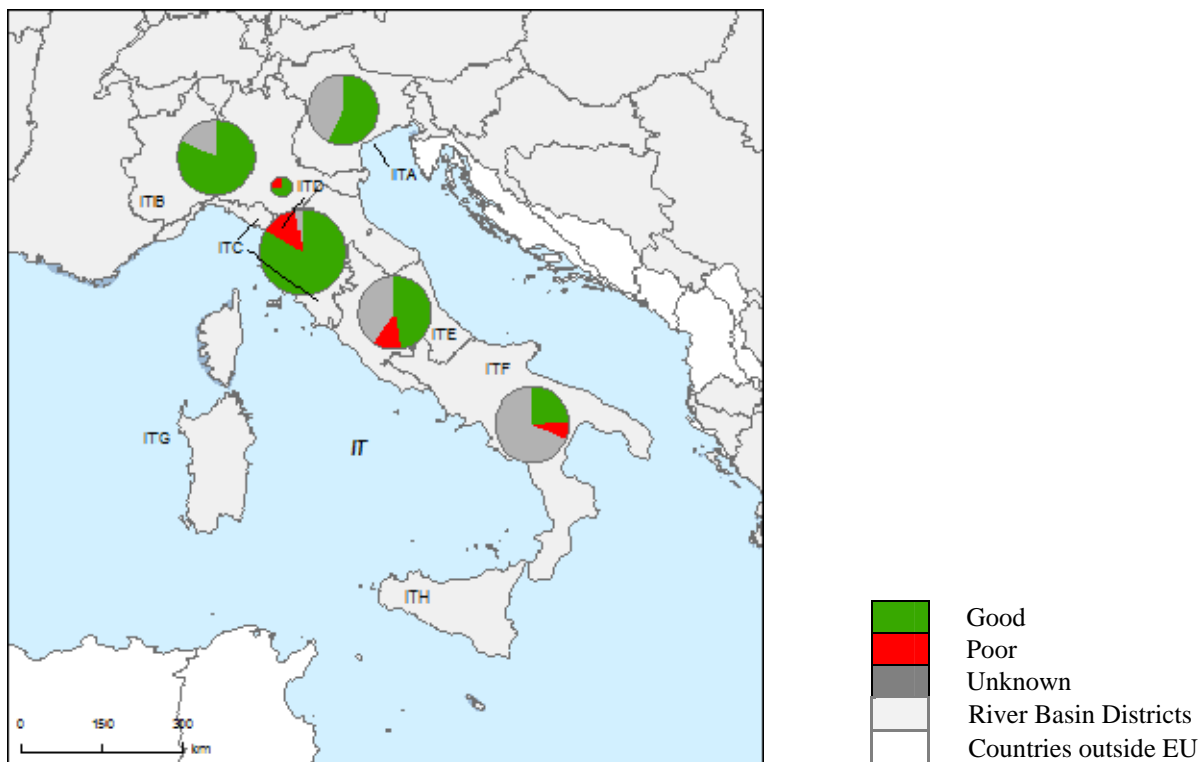 ITA
ITD
ITB
ITC
ITE
ITF
ITG
IT
ITH
0 150 300
km
Good
Poor
Unknown
River Basin Districts
Countries outside EU